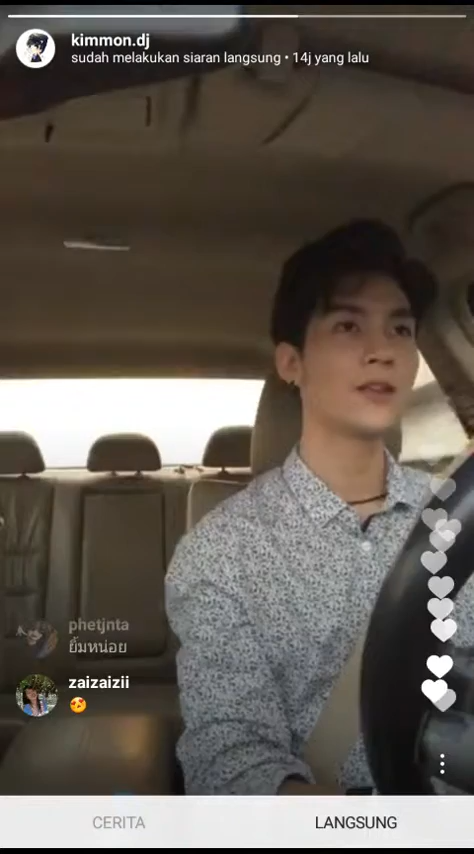 kimmon.dj
sudah melakukan siaran langsung • 14j yang lalu
phetjnta
ยิ้มหน่อย
zaizaizii
CERITA LANGSUNG